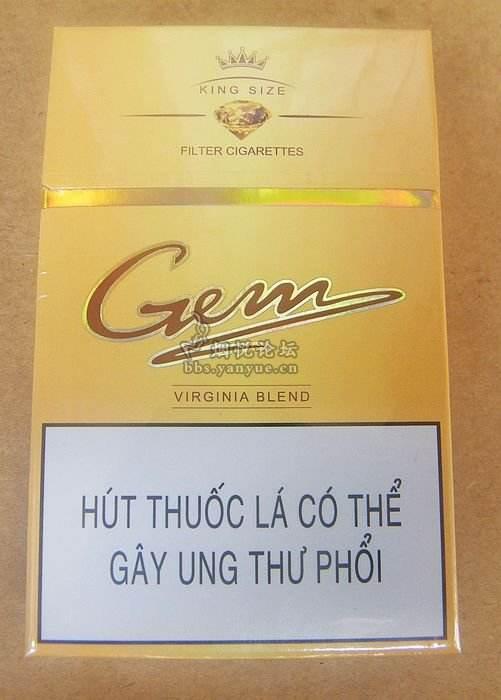 KING SIZE
FILTER CIGARETTES
Gem
烟悦论坛
bbs.yanyue.cn
VIRGINIA BLEND
HÚT THUỐC LÁ CÓ THỂ
GÂY UNG THƯ PHỔI